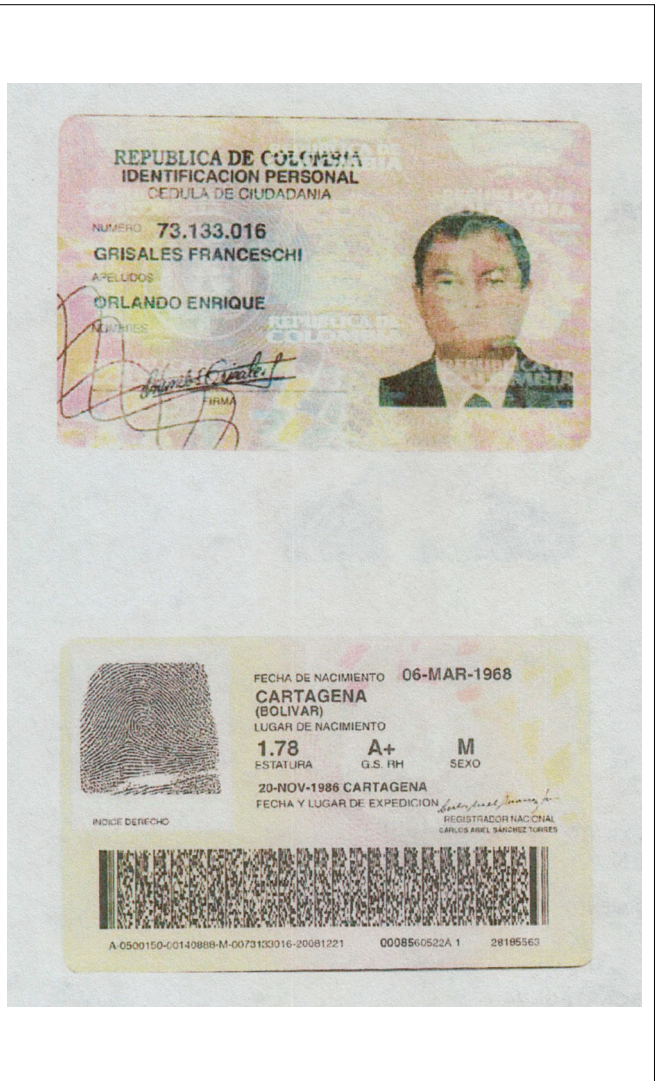 REPUBLICA DE COLOMBIA
IDENTIFICACION PERSONAL
CEDULA DE CIUDADANIA
NUMERO 73.133.016
GRISALES FRANCESCHI
APELLIDOS
ORLANDO ENRIQUE
NOMBRES
FIRMA
FECHA DE NACIMIENTO 06-MAR-1968
CARTAGENA
(BOLIVAR)
LUGAR DE NACIMIENTO
1.78 A+ M
ESTATURA G.S. RH SEXO
20-NOV-1986 CARTAGENA
FECHA Y LUGAR DE EXPEDICION
INDICE DERECHO
REGISTRADOR NACIONAL
CARLOS ARIEL SÁNCHEZ TORRES
A-0500150-00140888-M-0073133016-20081221 0008560522A 1 28185563